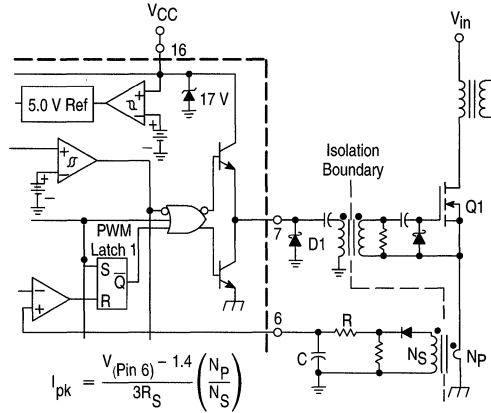 VCC
16
Vin
5.0 V Ref
+
–
+
–
17 V
+
–
+
–
Isolation
Boundary
Q1
7
D1
PWM
Latch 1
S
Q̅
R
–
+
6
R
C
NS
NP
Ipk = V(Pin 6) – 1.4 / 3RS (NP / NS)